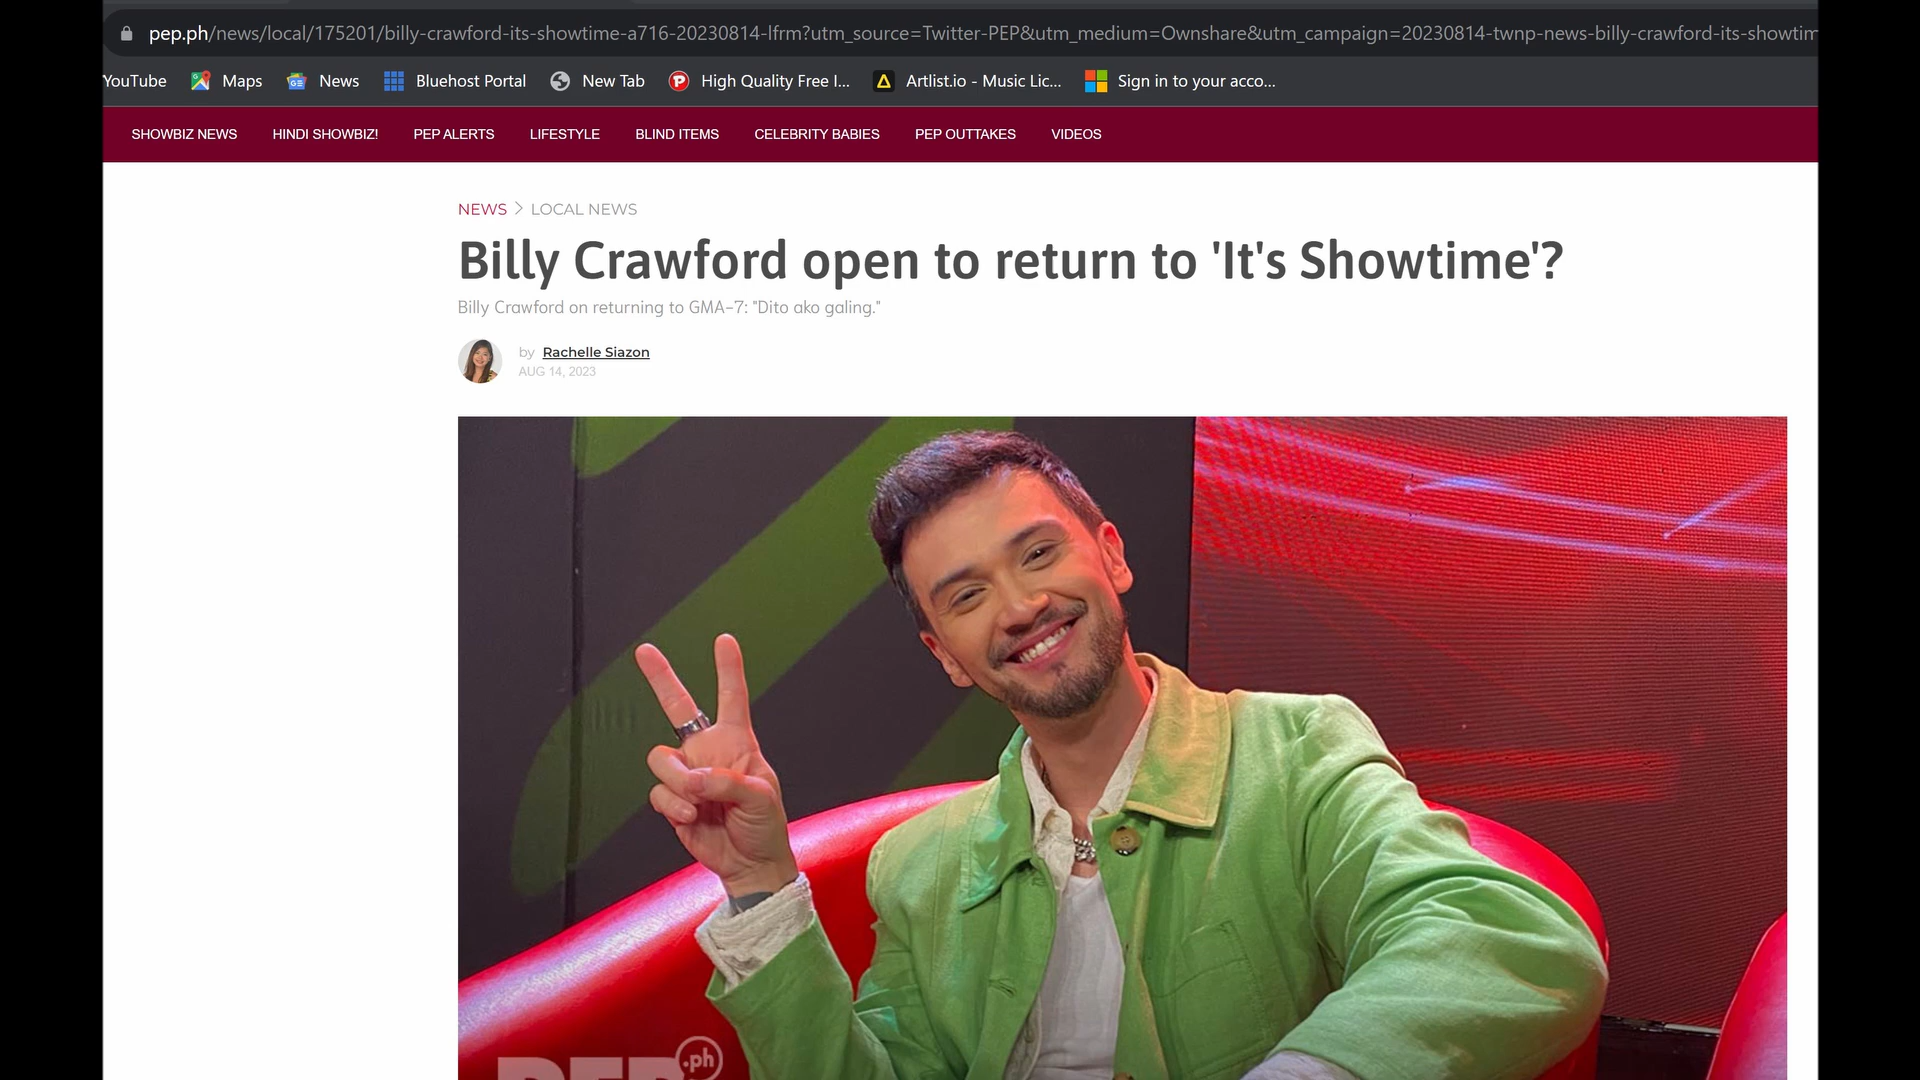 pep.ph/news/local/175201/billy-crawford-its-showtime-a716-20230814-lfrm?utm_source=Twitter-PEP&utm_medium=Ownshare&utm_campaign=20230814-twnp-news-billy-crawford-its-showtim
YouTube Maps News Bluehost Portal New Tab High Quality Free I... Artlist.io - Music Lic... Sign in to your acco...
SHOWBIZ NEWS HINDI SHOWBIZ! PEP ALERTS LIFESTYLE BLIND ITEMS CELEBRITY BABIES PEP OUTTAKES VIDEOS
NEWS > LOCAL NEWS
Billy Crawford open to return to 'It's Showtime'?
Billy Crawford on returning to GMA-7: "Dito ako galing."
by Rachelle Siazon
AUG 14, 2023
PEP.ph